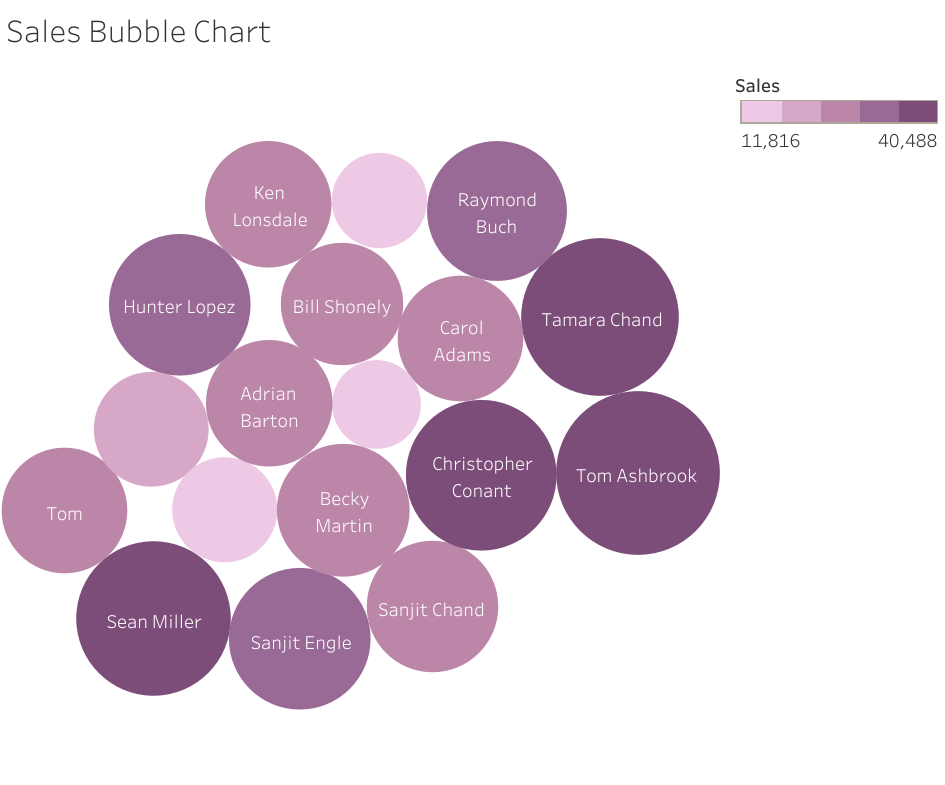 Sales Bubble Chart
Sales
11,816 40,488
Ken
Lonsdale
Raymond
Buch
Hunter Lopez
Bill Shonely
Carol
Adams
Tamara Chand
Adrian
Barton
Christopher
Conant
Tom Ashbrook
Becky
Martin
Tom
Sean Miller
Sanjit Engle
Sanjit Chand